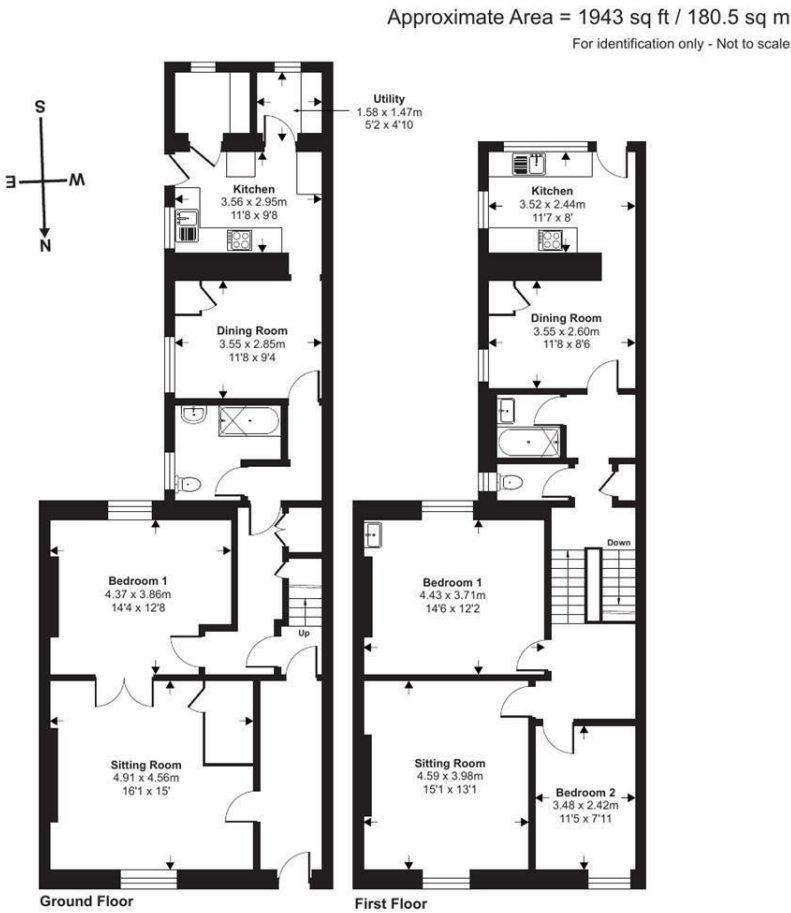 Approximate Area = 1943 sq ft / 180.5 sq m
For identification only - Not to scale
S
E
W
N
Utility
1.58 x 1.47m
5'2 x 4'10
Kitchen
3.56 x 2.95m
11'8 x 9'8
Dining Room
3.55 x 2.85m
11'8 x 9'4
Bedroom 1
4.37 x 3.86m
14'4 x 12'8
Up
Sitting Room
4.91 x 4.56m
16'1 x 15'
Ground Floor
Kitchen
3.52 x 2.44m
11'7 x 8'
Dining Room
3.55 x 2.60m
11'8 x 8'6
Down
Bedroom 1
4.43 x 3.71m
14'6 x 12'2
Sitting Room
4.59 x 3.98m
15'1 x 13'1
Bedroom 2
3.48 x 2.42m
11'5 x 7'11
First Floor